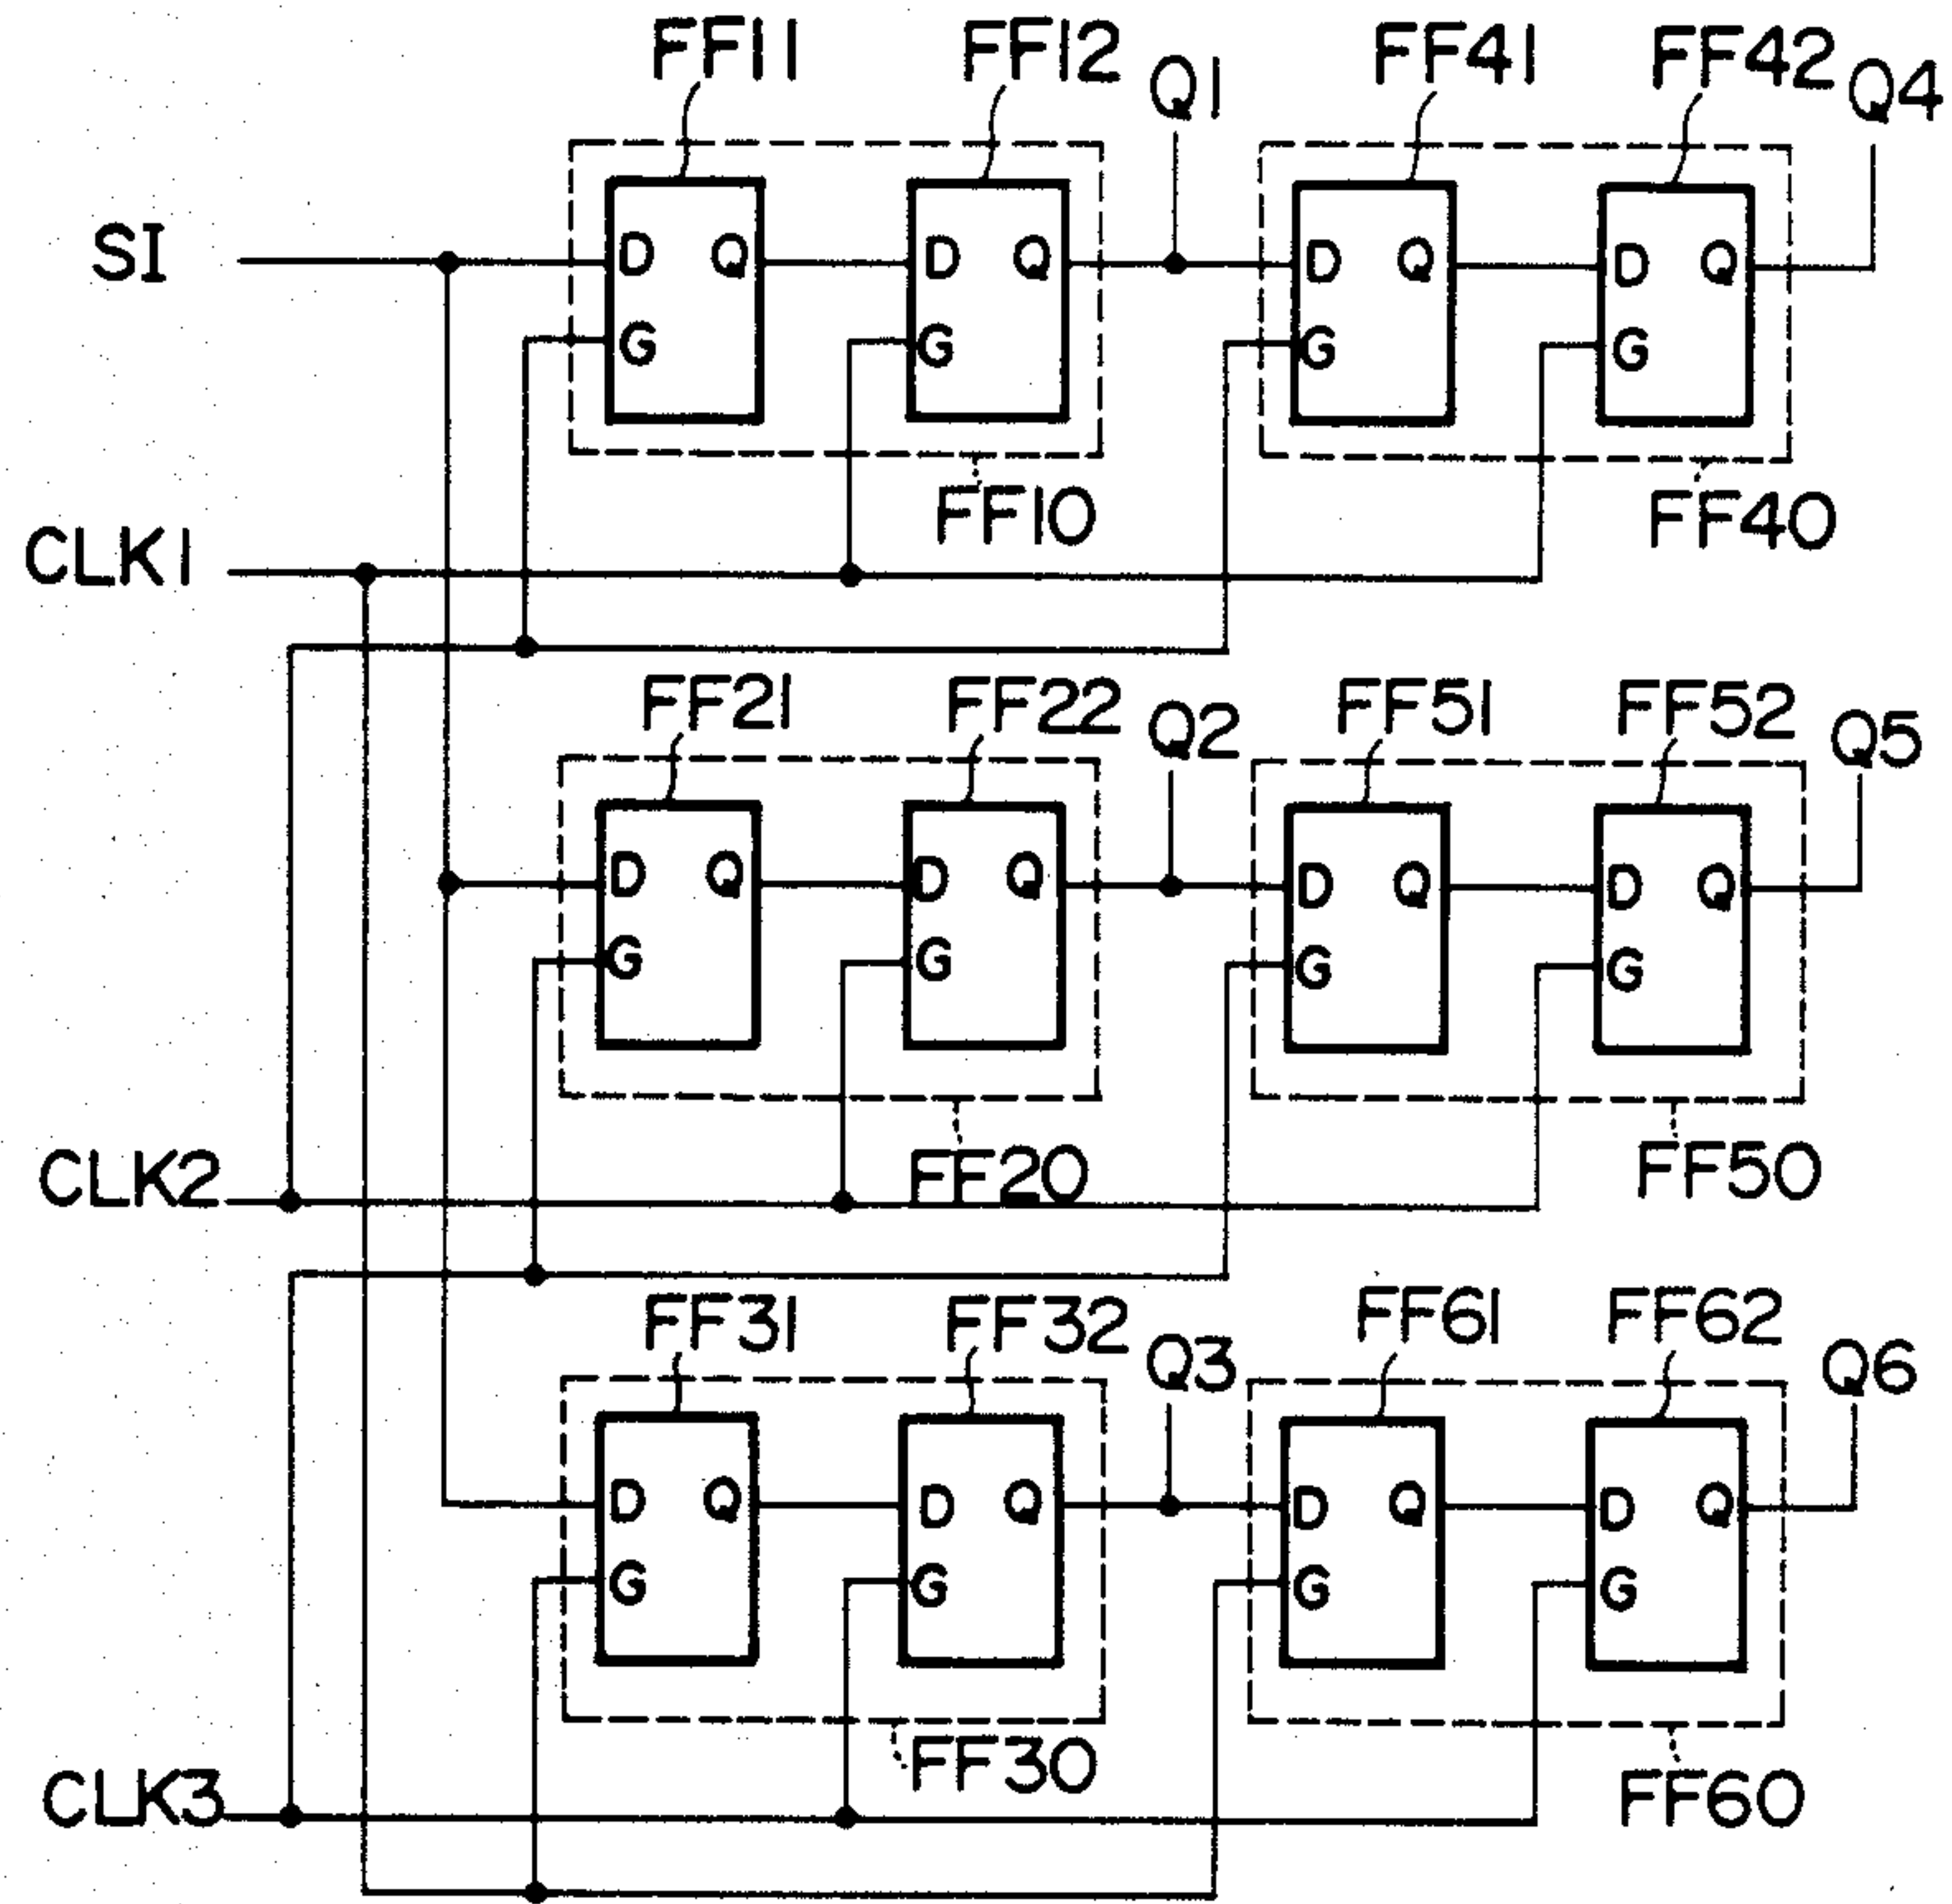 FF11 FF12 Q1 FF41 FF42 Q4
SI
D Q D Q D Q D Q
G G G G
FF10 FF40
CLK1
FF21 FF22 Q2 FF51 FF52 Q5
D Q D Q D Q D Q
G G G G
CLK2 FF20 FF50
FF31 FF32 Q3 FF61 FF62 Q6
D Q D Q D Q D Q
G G G G
FF30
CLK3 FF60